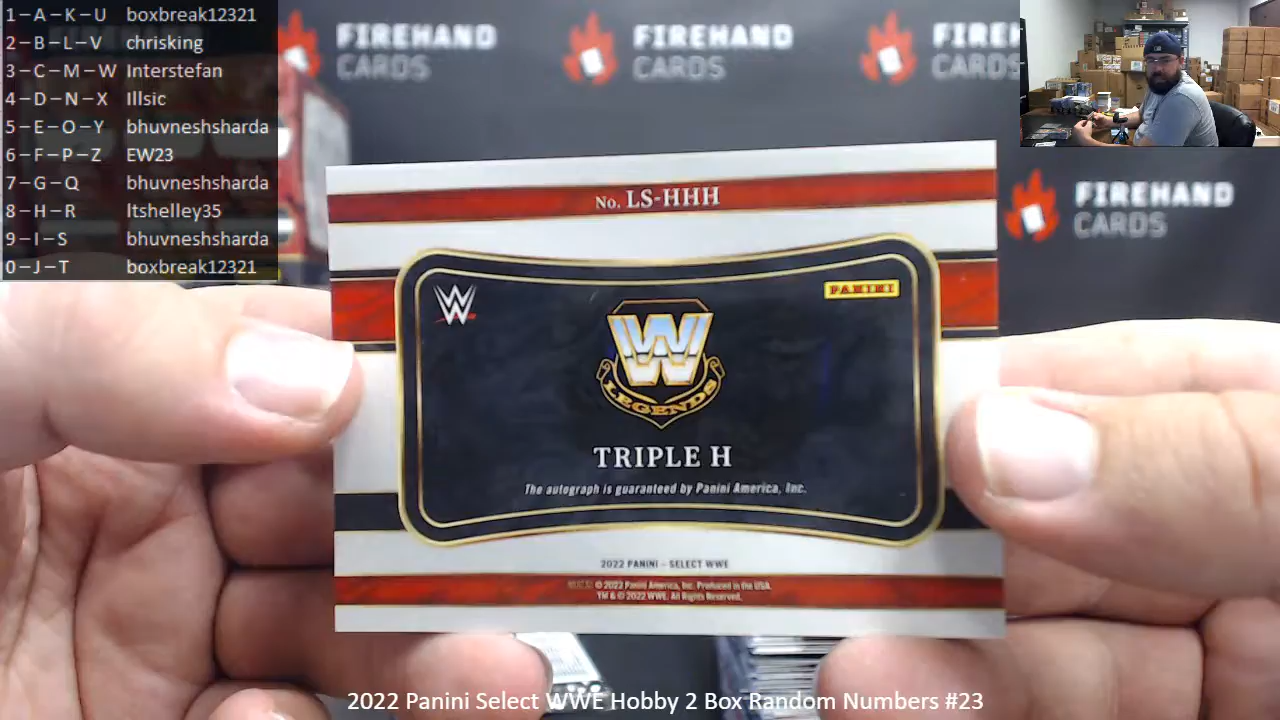 1–A–K–U boxbreak12321
2–B–L–V chrisking
3–C–M–W Interstefan
4–D–N–X Illsic
5–E–O–Y bhuvneshsharda
6–F–P–Z EW23
7–G–Q bhuvneshsharda
8–H–R ltshelley35
9–I–S bhuvneshsharda
0–J–T boxbreak12321
FIREHAND CARDS
FIREHAND CARDS
FIRE
CARDS
FIREHAND CARDS
No. LS-HHH
W
PANINI
WW
LEGENDS
TRIPLE H
The autograph is guaranteed by Panini America, Inc.
2022 PANINI – SELECT WWE
© 2022 Panini America, Inc. Produced in the USA.
TM & © 2022 WWE. All Rights Reserved.
2022 Panini Select WWE Hobby 2 Box Random Numbers #23